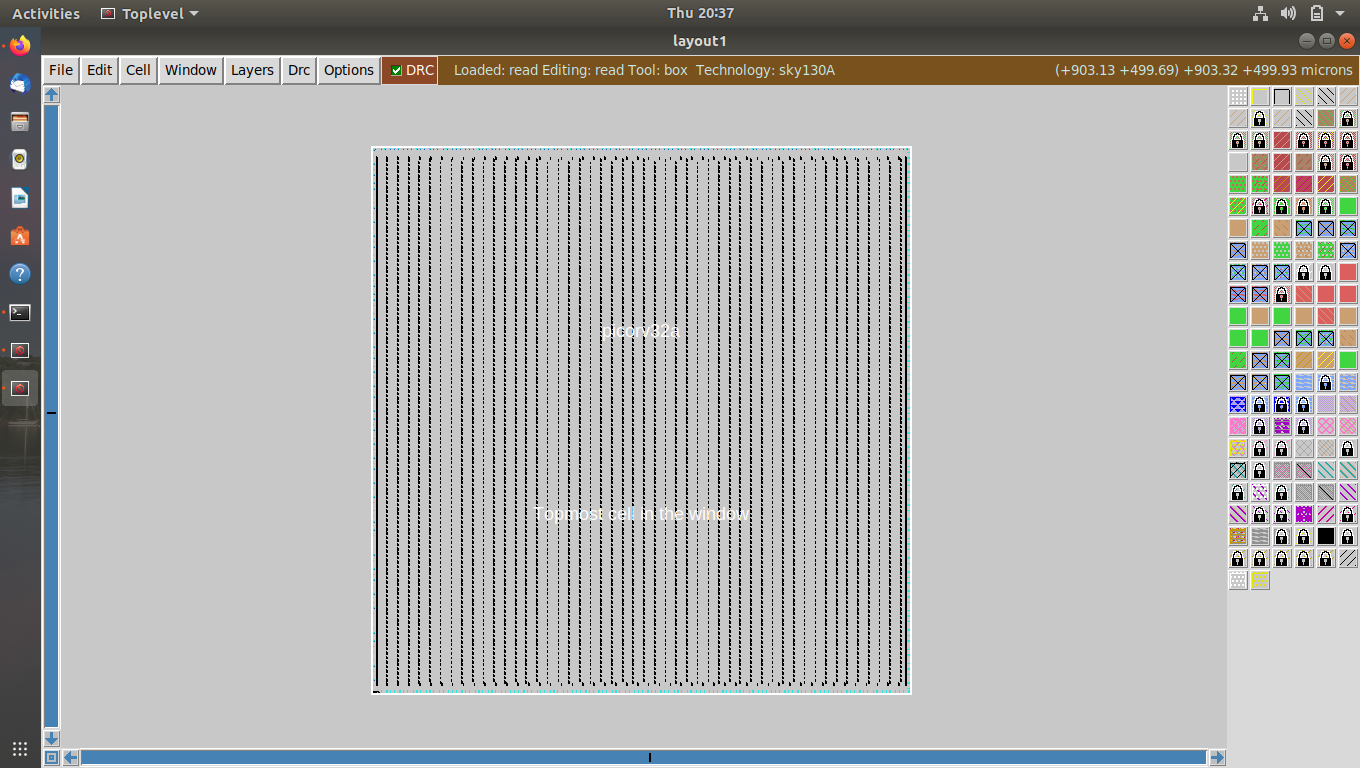 Activities Toplevel Thu 20:37
layout1
File Edit Cell Window Layers Drc Options DRC Loaded: read Editing: read Tool: box Technology: sky130A (+903.13 +499.69) +903.32 +499.93 microns
picorv32a
Topmost cell in the window